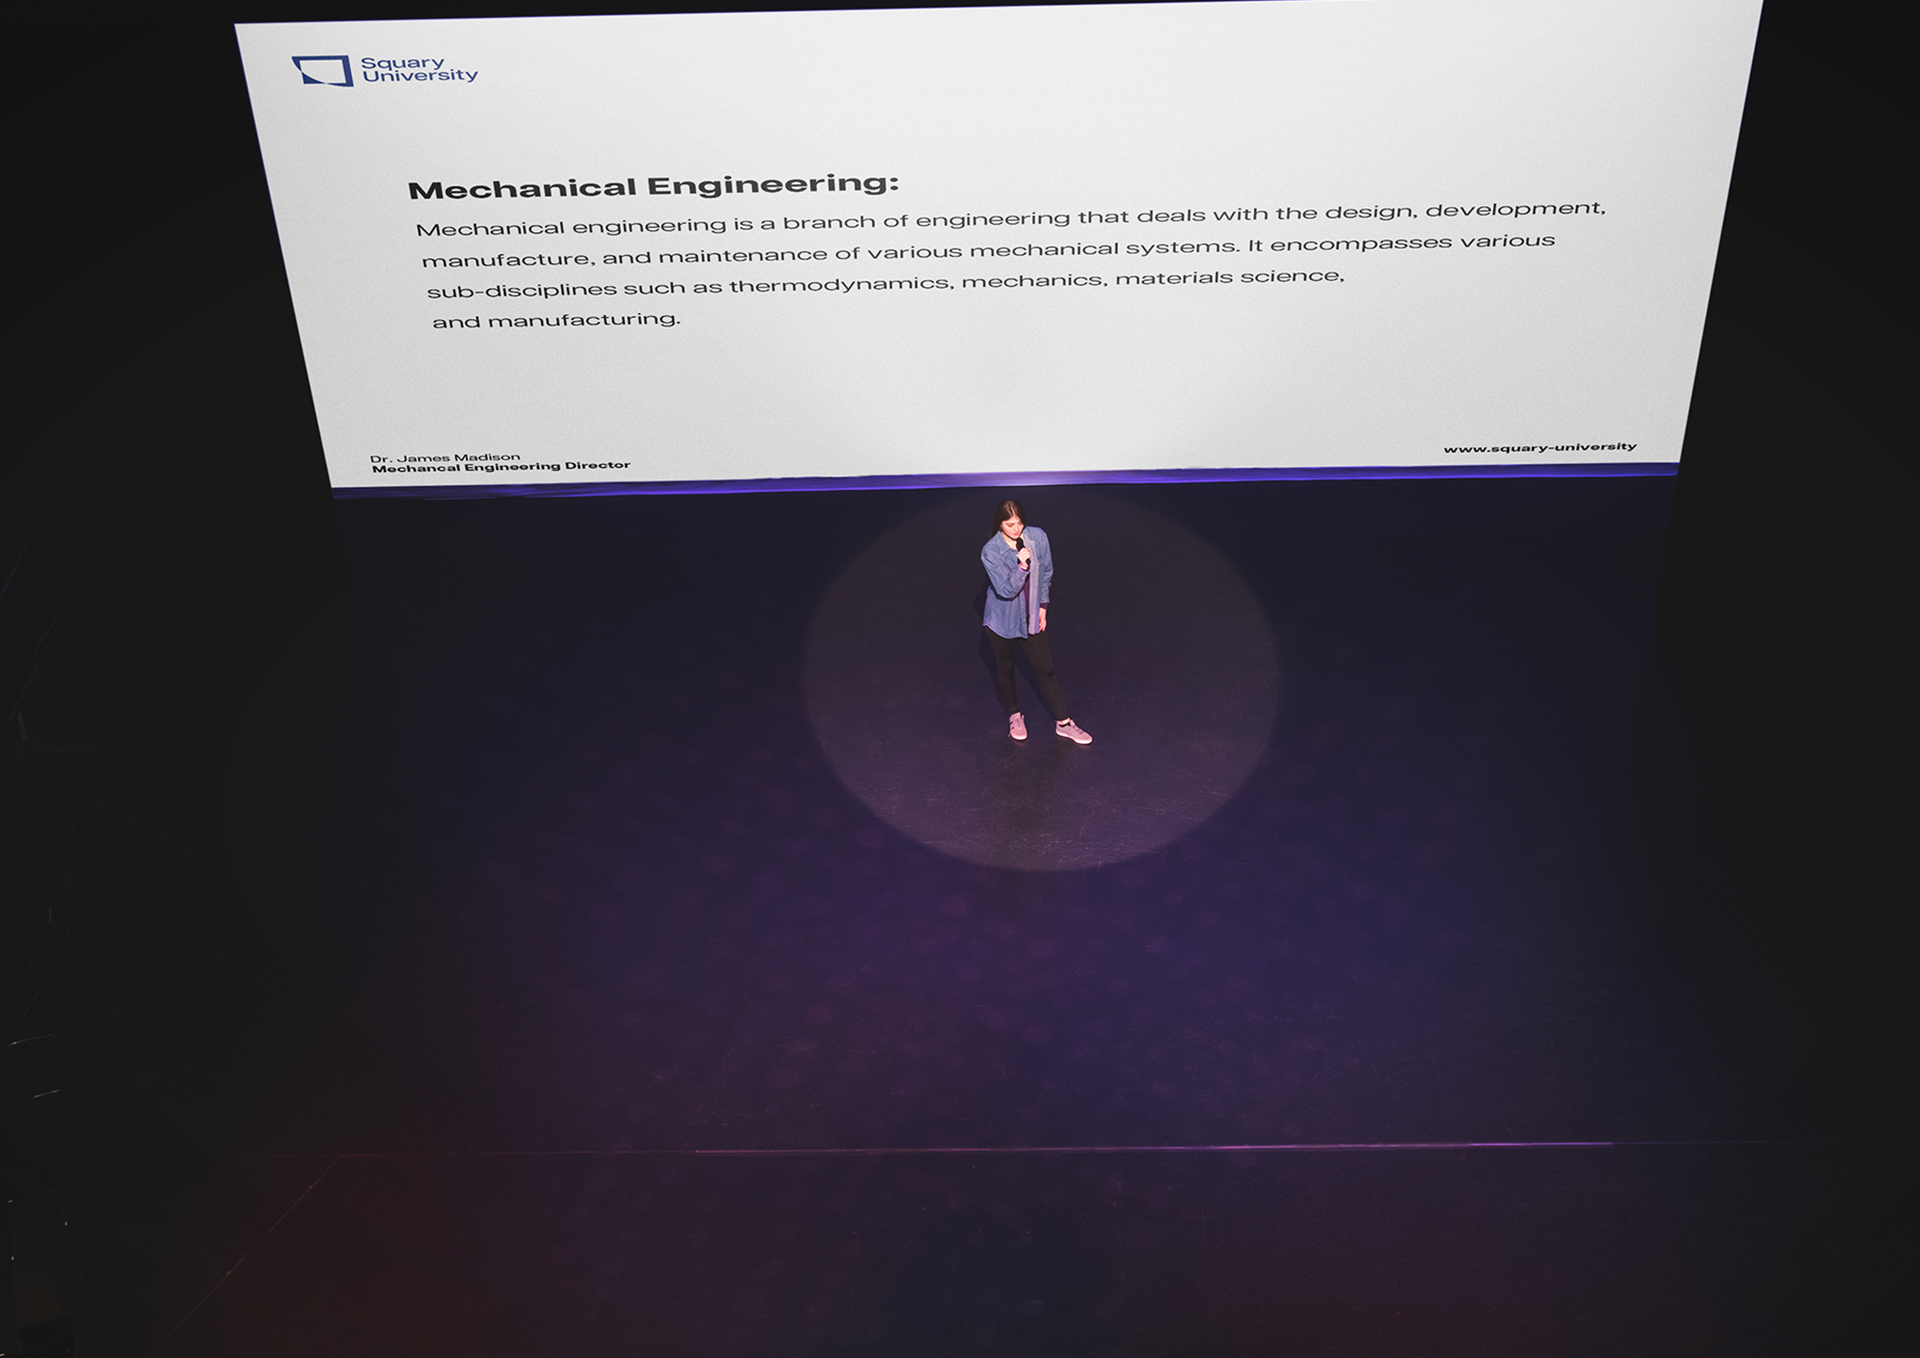 Squary
University
Mechanical Engineering:
Mechanical engineering is a branch of engineering that deals with the design, development,
manufacture, and maintenance of various mechanical systems. It encompasses various
sub-disciplines such as thermodynamics, mechanics, materials science,
and manufacturing.
Dr. James Madison
Mechancal Engineering Director
www.squary-university